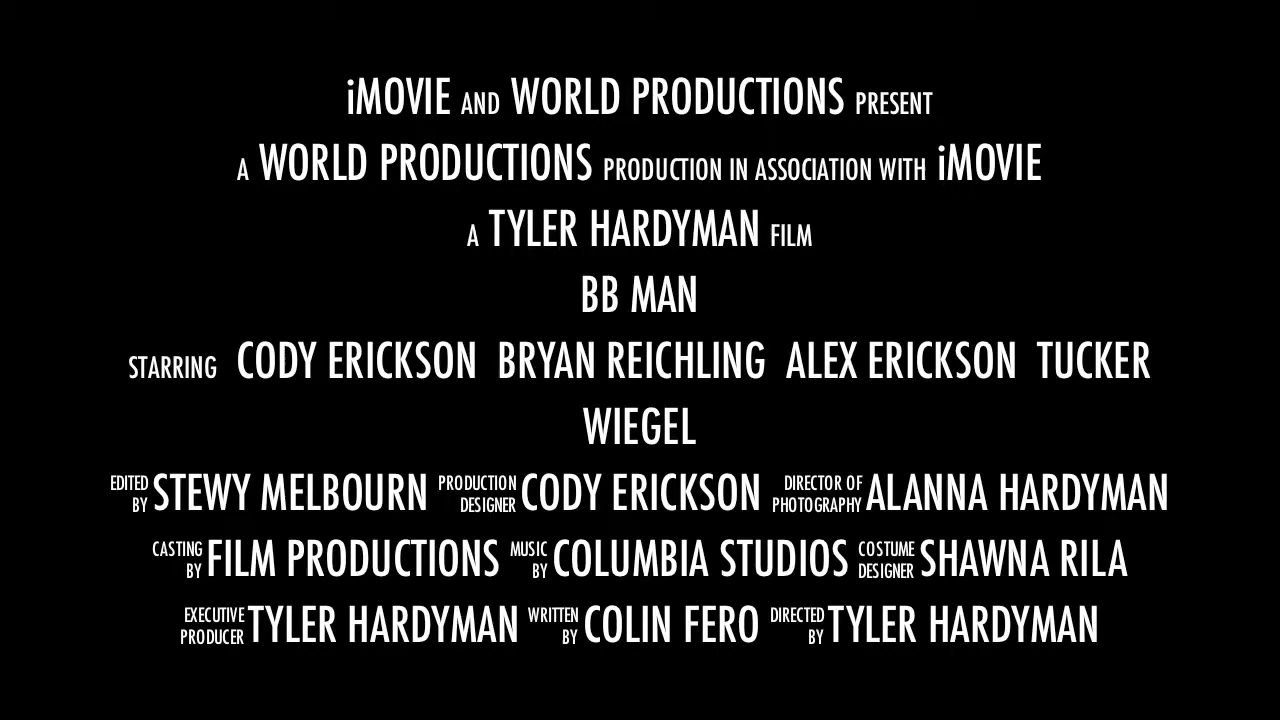 iMOVIE AND WORLD PRODUCTIONS PRESENT
A WORLD PRODUCTIONS PRODUCTION IN ASSOCIATION WITH iMOVIE
A TYLER HARDYMAN FILM
BB MAN
STARRING CODY ERICKSON BRYAN REICHLING ALEX ERICKSON TUCKER
WIEGEL
EDITED BY STEWY MELBOURN PRODUCTION DESIGNER CODY ERICKSON DIRECTOR OF PHOTOGRAPHY ALANNA HARDYMAN
CASTING BY FILM PRODUCTIONS MUSIC BY COLUMBIA STUDIOS COSTUME DESIGNER SHAWNA RILA
EXECUTIVE PRODUCER TYLER HARDYMAN WRITTEN BY COLIN FERO DIRECTED BY TYLER HARDYMAN